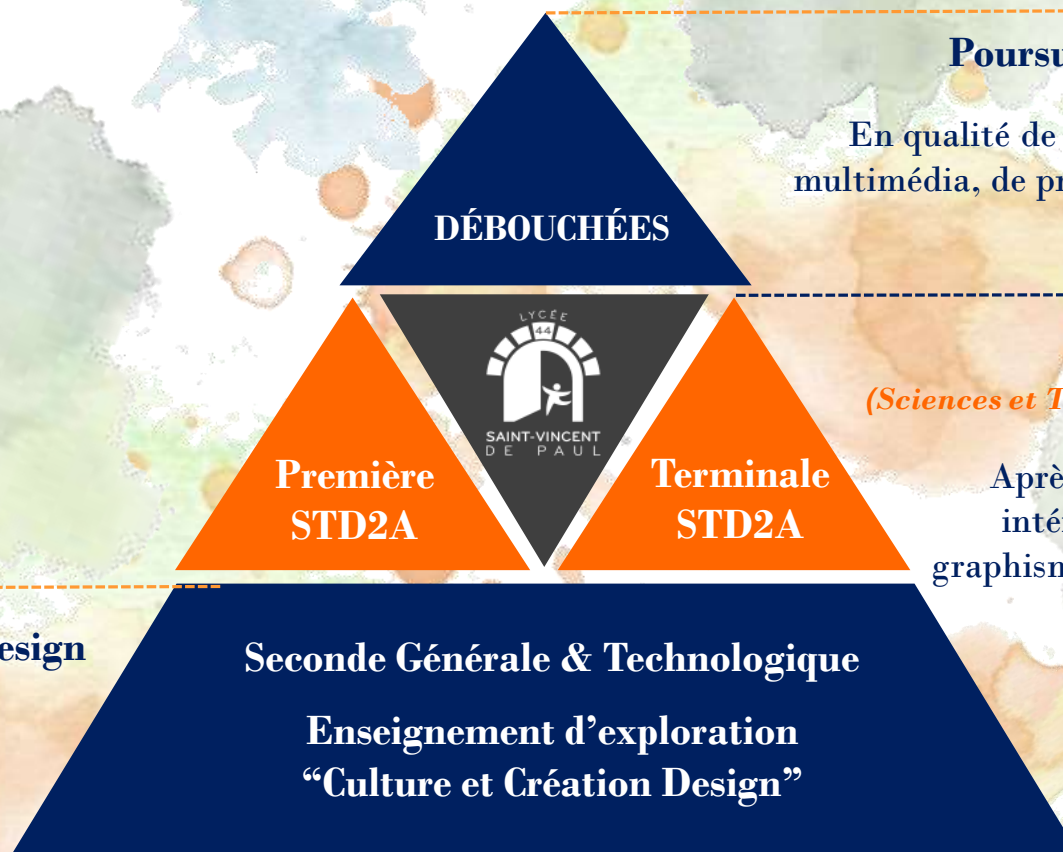 Poursu
En qualité de
multimédia, de pr
DÉBOUCHÉES
LYCÉE
44
SAINT-VINCENT
DE PAUL
(Sciences et T
Première
STD2A
Terminale
STD2A
Aprè
inté
graphism
esign
Seconde Générale & Technologique
Enseignement d’exploration
“Culture et Création Design”